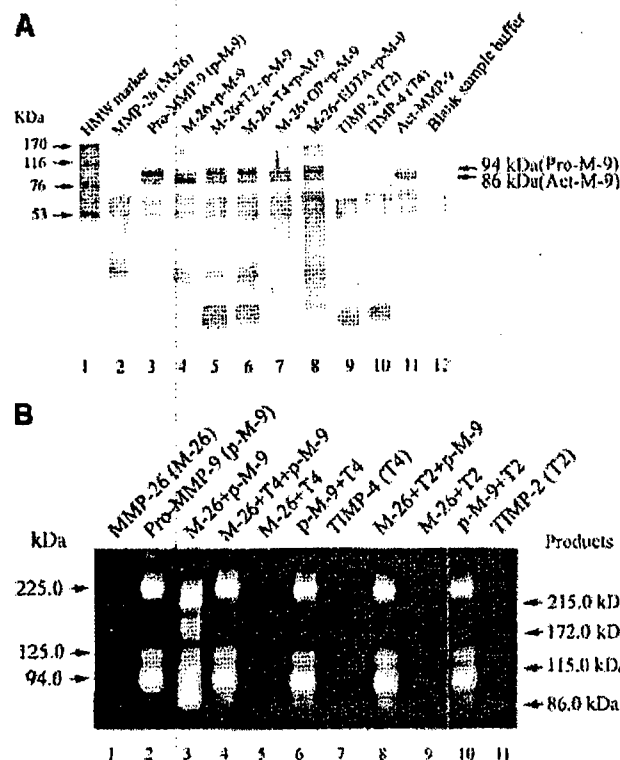 A
KDa
HMW marker
MMP-26 (M-26)
Pro-MMP-9 (p-M-9)
M-26+p-M-9
M-26+T2+p-M-9
M-26+T4+p-M-9
M-26+OP+p-M-9
M-26+EDTA+p-M-9
TIMP-2 (T2)
TIMP-4 (T4)
Act-MMP-9
Blank sample buffer
170
116
76
53
94 kDa(Pro-M-9)
86 kDa(Act-M-9)
1 2 3 4 5 6 7 8 9 10 11 12
B
kDa
MMP-26 (M-26)
Pro-MMP-9 (p-M-9)
M-26+p-M-9
M-26+T4+p-M-9
M-26+T4
p-M-9+T4
TIMP-4 (T4)
M-26+T2+p-M-9
M-26+T2
p-M-9+T2
TIMP-2 (T2)
Products
225.0
125.0
94.0
215.0 kD
172.0 kD
115.0 kD
86.0 kDa
1 2 3 4 5 6 7 8 9 10 11